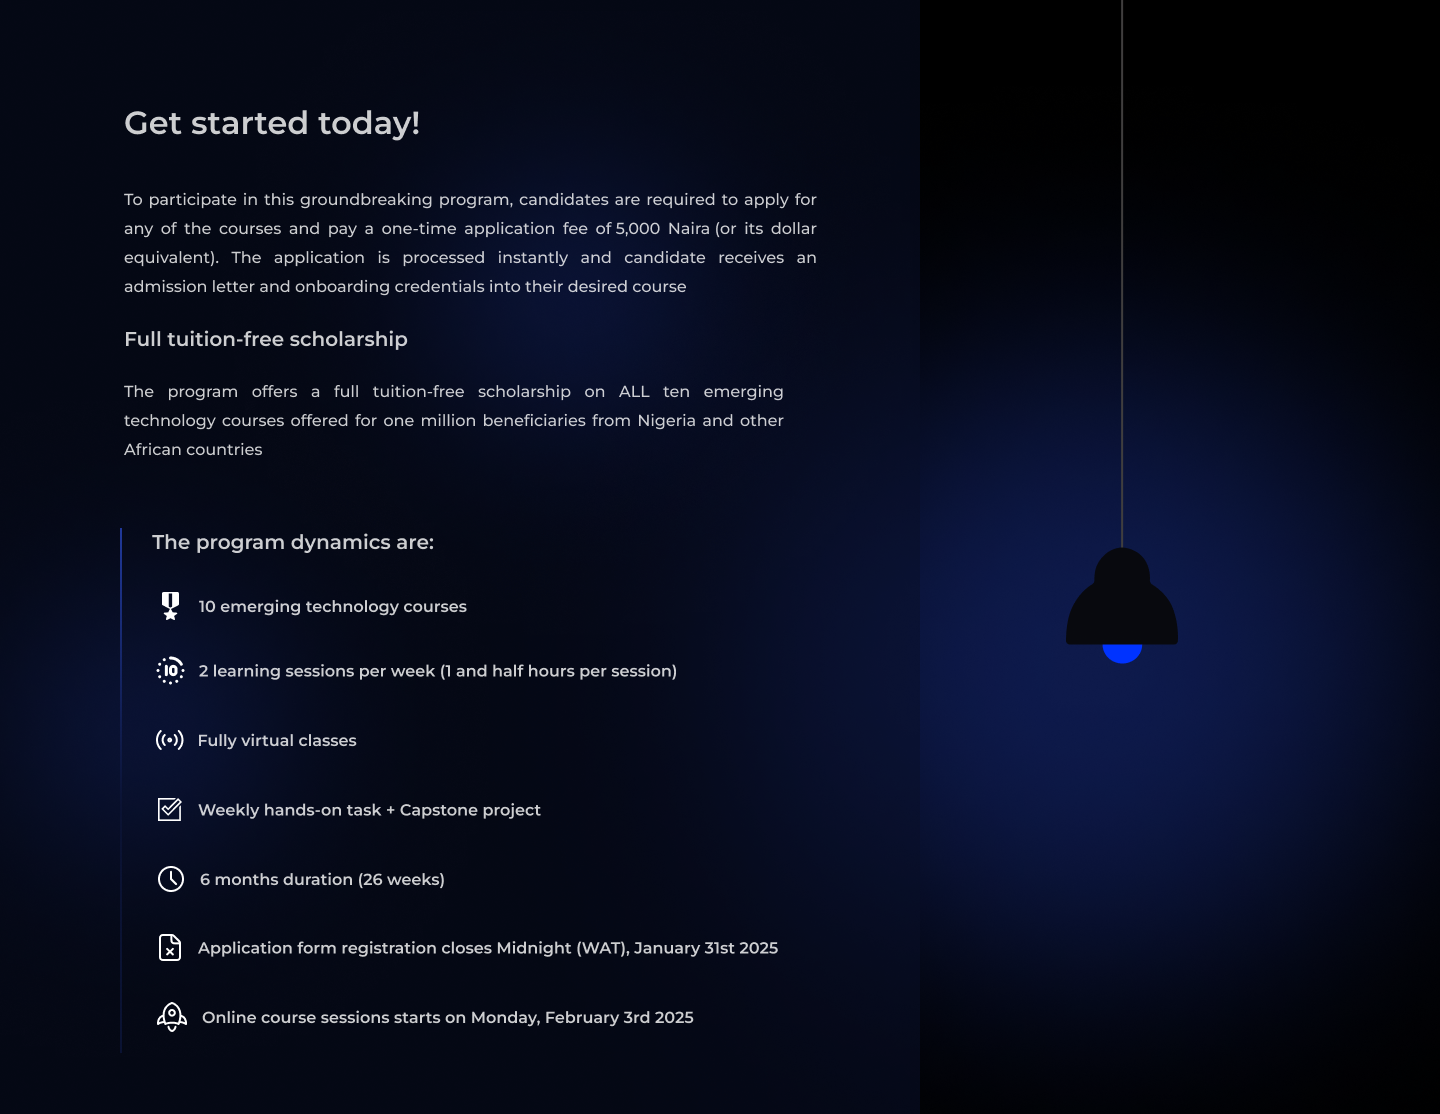 Get started today!
To participate in this groundbreaking program, candidates are required to apply for
any of the courses and pay a one-time application fee of 5,000 Naira (or its dollar
equivalent). The application is processed instantly and candidate receives an
admission letter and onboarding credentials into their desired course
Full tuition-free scholarship
The program offers a full tuition-free scholarship on ALL ten emerging
technology courses offered for one million beneficiaries from Nigeria and other
African countries
The program dynamics are:
10 emerging technology courses
10
2 learning sessions per week (1 and half hours per session)
Fully virtual classes
Weekly hands-on task + Capstone project
6 months duration (26 weeks)
Application form registration closes Midnight (WAT), January 31st 2025
Online course sessions starts on Monday, February 3rd 2025